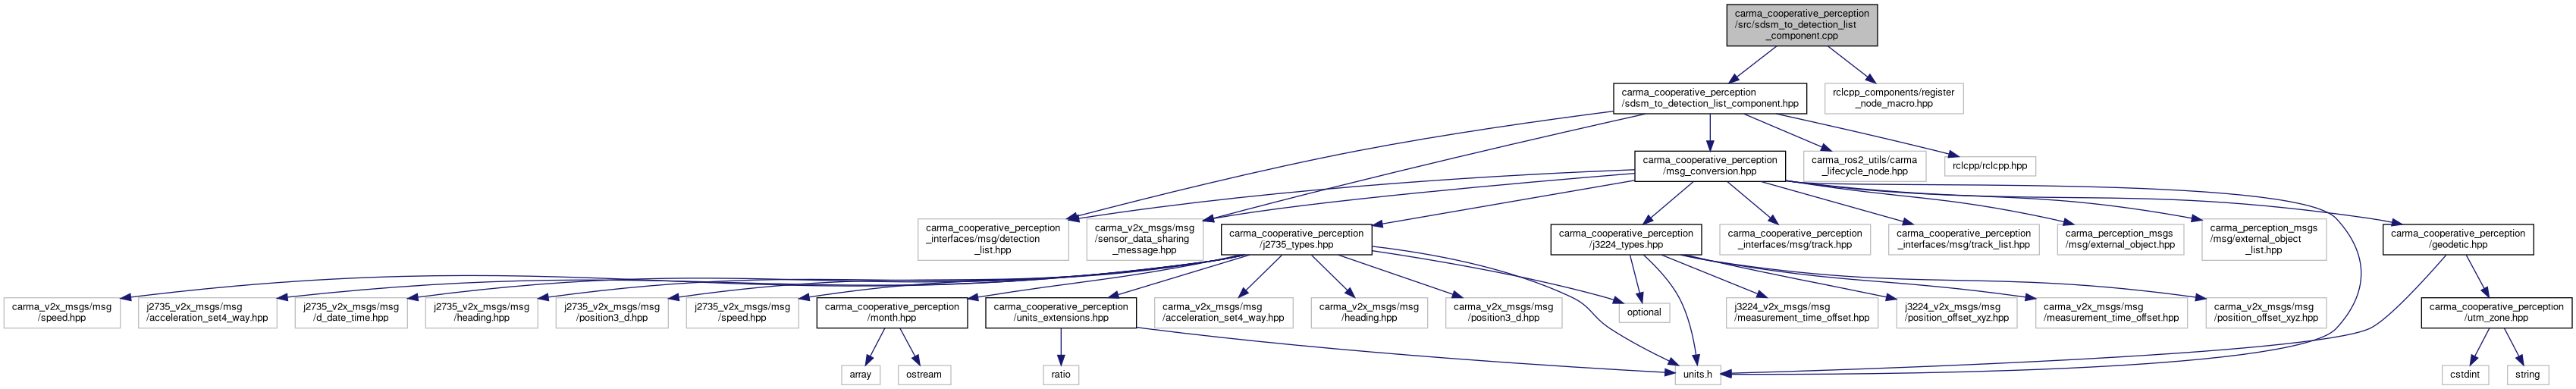 carma_cooperative_perception
/src/sdsm_to_detection_list
_component.cpp
carma_cooperative_perception
/sdsm_to_detection_list_component.hpp
rclcpp_components/register
_node_macro.hpp
carma_cooperative_perception
/msg_conversion.hpp
carma_ros2_utils/carma
_lifecycle_node.hpp
rclcpp/rclcpp.hpp
carma_cooperative_perception
_interfaces/msg/detection
_list.hpp
carma_v2x_msgs/msg
/sensor_data_sharing
_message.hpp
carma_cooperative_perception
/j2735_types.hpp
carma_cooperative_perception
/j3224_types.hpp
carma_cooperative_perception
_interfaces/msg/track.hpp
carma_cooperative_perception
_interfaces/msg/track_list.hpp
carma_perception_msgs
/msg/external_object.hpp
carma_perception_msgs
/msg/external_object
_list.hpp
carma_cooperative_perception
/geodetic.hpp
carma_v2x_msgs/msg
/speed.hpp
j2735_v2x_msgs/msg
/acceleration_set4_way.hpp
j2735_v2x_msgs/msg
/d_date_time.hpp
j2735_v2x_msgs/msg
/heading.hpp
j2735_v2x_msgs/msg
/position3_d.hpp
j2735_v2x_msgs/msg
/speed.hpp
carma_cooperative_perception
/month.hpp
carma_cooperative_perception
/units_extensions.hpp
carma_v2x_msgs/msg
/acceleration_set4_way.hpp
carma_v2x_msgs/msg
/heading.hpp
carma_v2x_msgs/msg
/position3_d.hpp
optional
j3224_v2x_msgs/msg
/measurement_time_offset.hpp
j3224_v2x_msgs/msg
/position_offset_xyz.hpp
carma_v2x_msgs/msg
/measurement_time_offset.hpp
carma_v2x_msgs/msg
/position_offset_xyz.hpp
carma_cooperative_perception
/utm_zone.hpp
array
ostream
ratio
units.h
cstdint
string